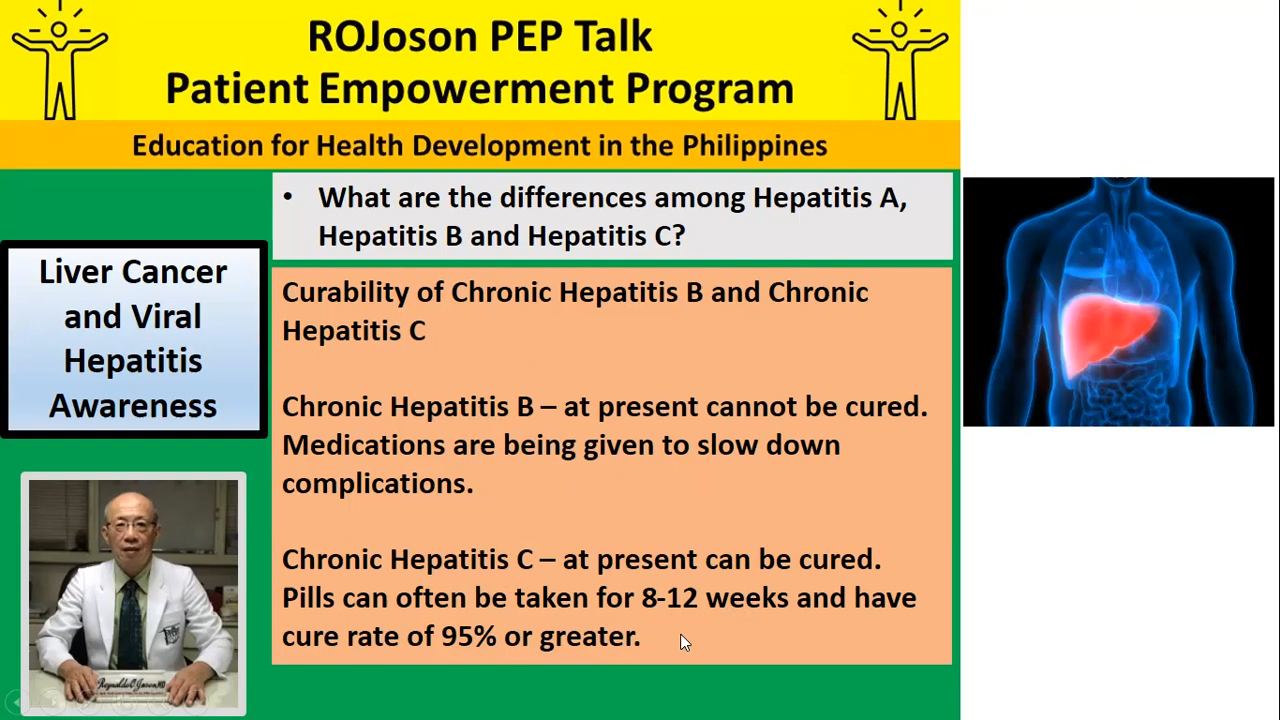 ROJoson PEP Talk
Patient Empowerment Program
Education for Health Development in the Philippines
• What are the differences among Hepatitis A,
Hepatitis B and Hepatitis C?
Liver Cancer
and Viral
Hepatitis
Awareness
Curability of Chronic Hepatitis B and Chronic
Hepatitis C
Chronic Hepatitis B – at present cannot be cured.
Medications are being given to slow down
complications.
Chronic Hepatitis C – at present can be cured.
Pills can often be taken for 8-12 weeks and have
cure rate of 95% or greater.
Reynaldo O. Joson, MD